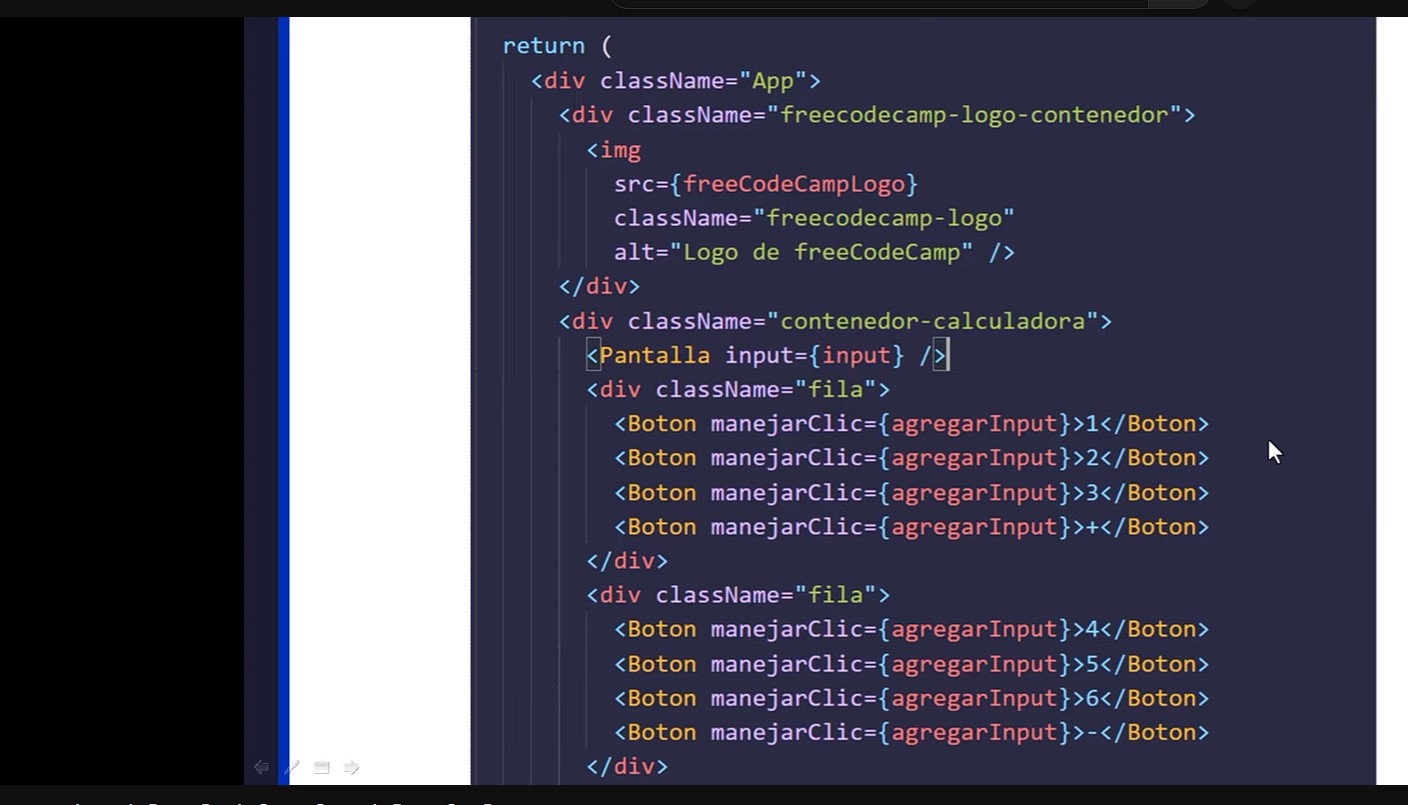 return (
<div className="App">
<div className="freecodecamp-logo-contenedor">
<img
src={freeCodeCampLogo}
className="freecodecamp-logo"
alt="Logo de freeCodeCamp" />
</div>
<div className="contenedor-calculadora">
<Pantalla input={input} />
<div className="fila">
<Boton manejarClic={agregarInput}>1</Boton>
<Boton manejarClic={agregarInput}>2</Boton>
<Boton manejarClic={agregarInput}>3</Boton>
<Boton manejarClic={agregarInput}>+</Boton>
</div>
<div className="fila">
<Boton manejarClic={agregarInput}>4</Boton>
<Boton manejarClic={agregarInput}>5</Boton>
<Boton manejarClic={agregarInput}>6</Boton>
<Boton manejarClic={agregarInput}>-</Boton>
</div>